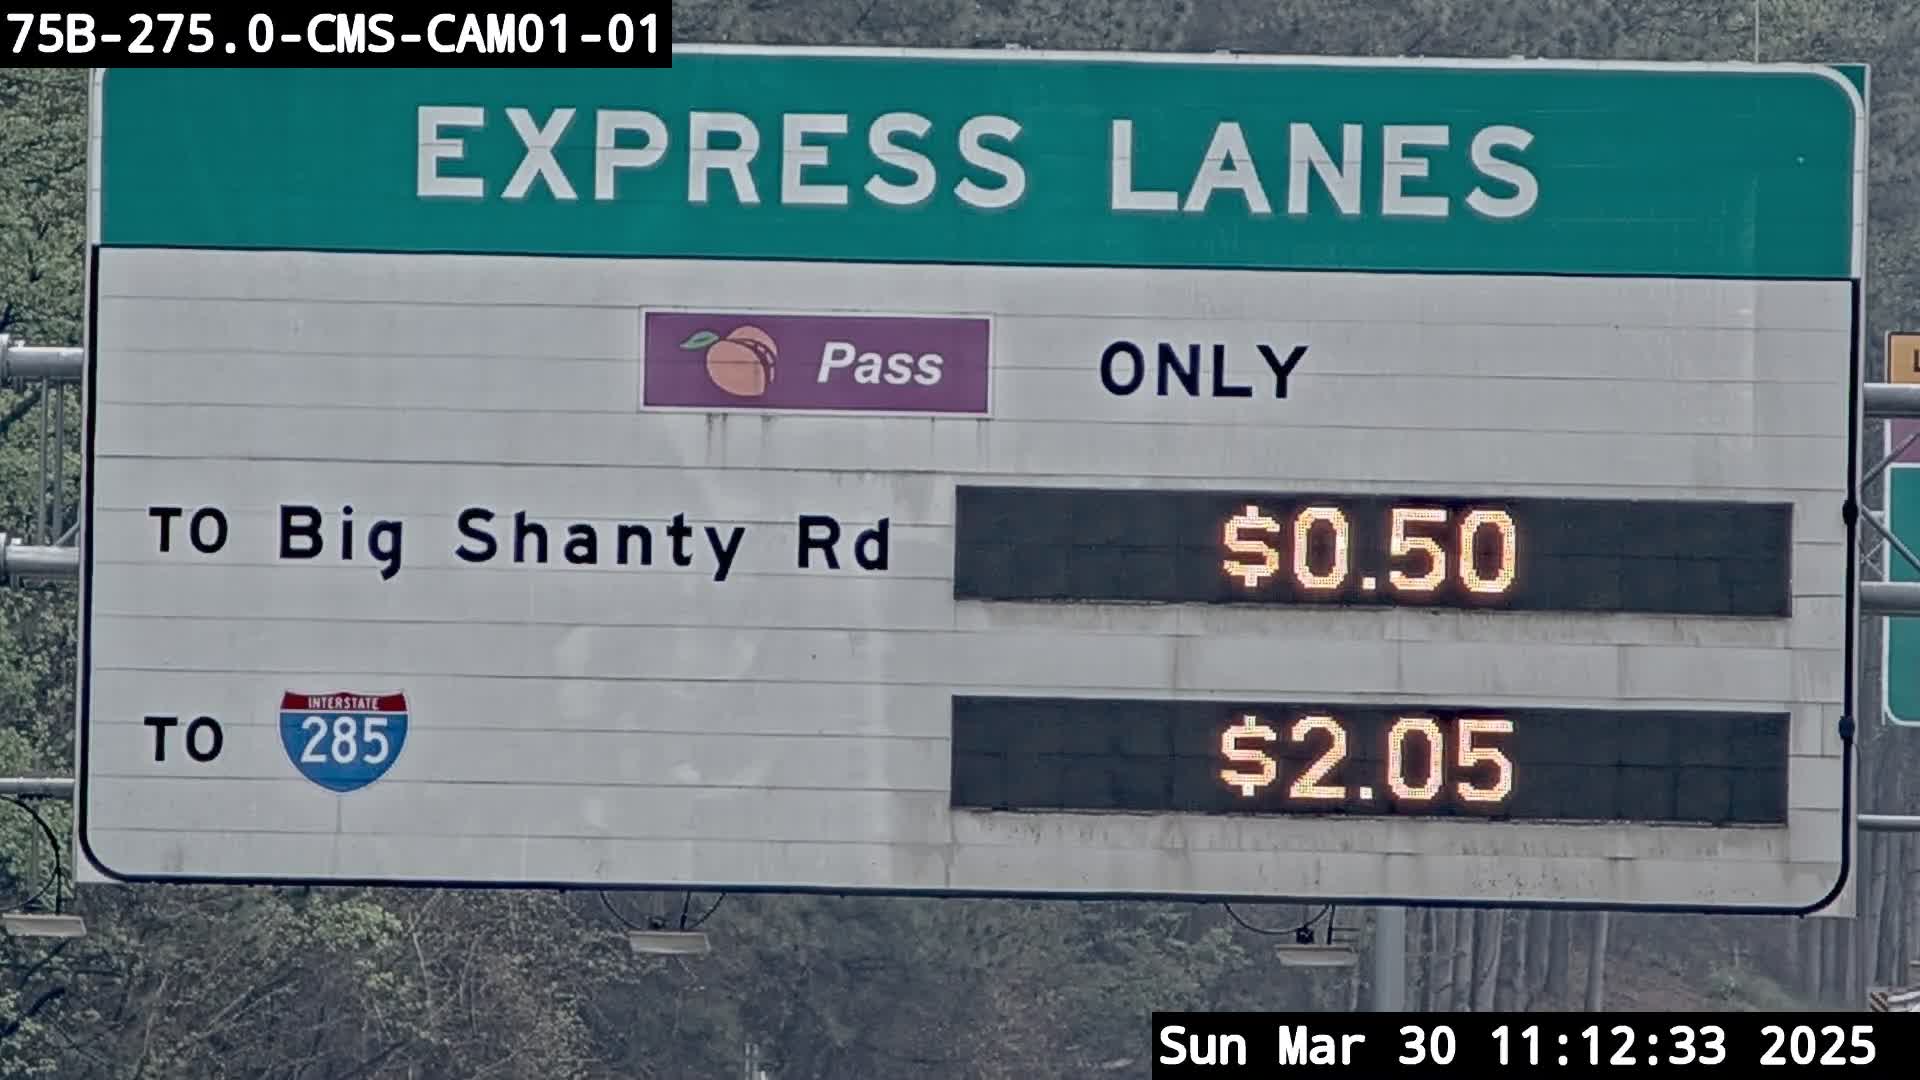 75B-275.0-CMS-CAM01-01
EXPRESS LANES
Pass ONLY
TO Big Shanty Rd $0.50
TO INTERSTATE 285 $2.05
Sun Mar 30 11:12:33 2025